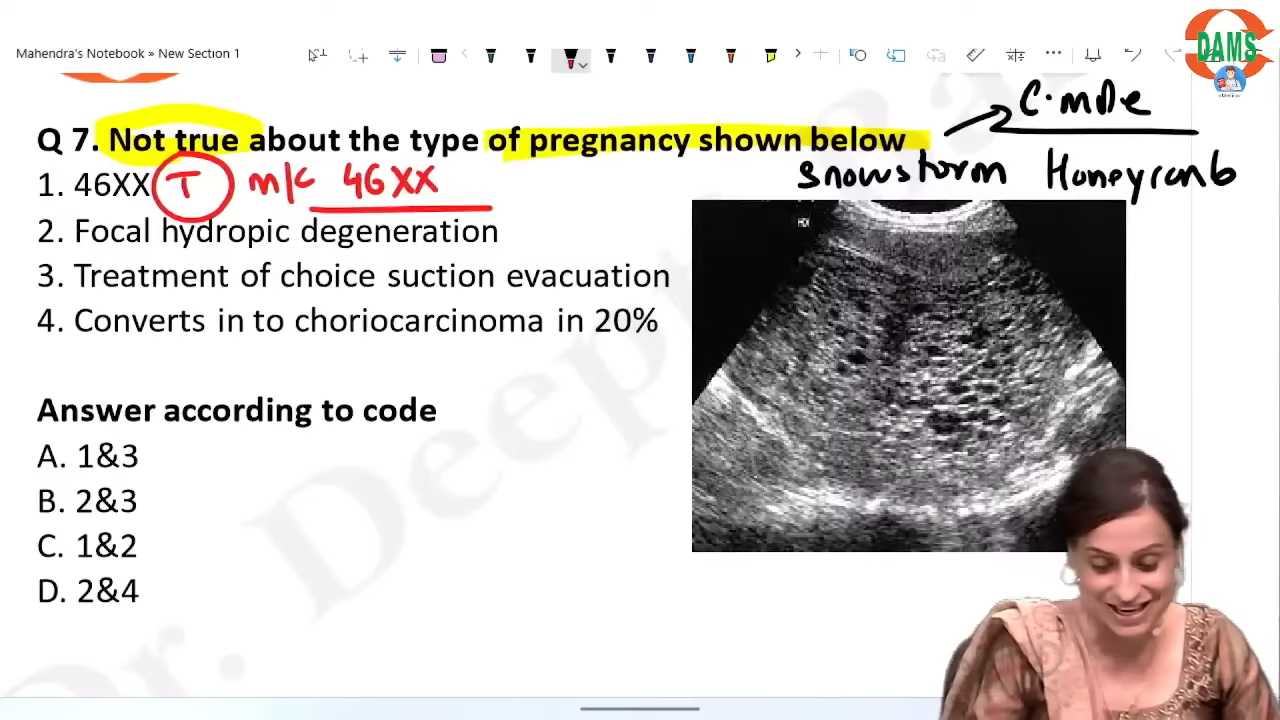 Mahendra's Notebook » New Section 1
DAMS
eMedicoz
C. mole
Q 7. Not true about the type of pregnancy shown below
snowstorm Honeycomb
1. 46XX T m/c 46XX
HDI
2. Focal hydropic degeneration
3. Treatment of choice suction evacuation
4. Converts in to choriocarcinoma in 20%
Answer according to code
A. 1&3
B. 2&3
C. 1&2
D. 2&4